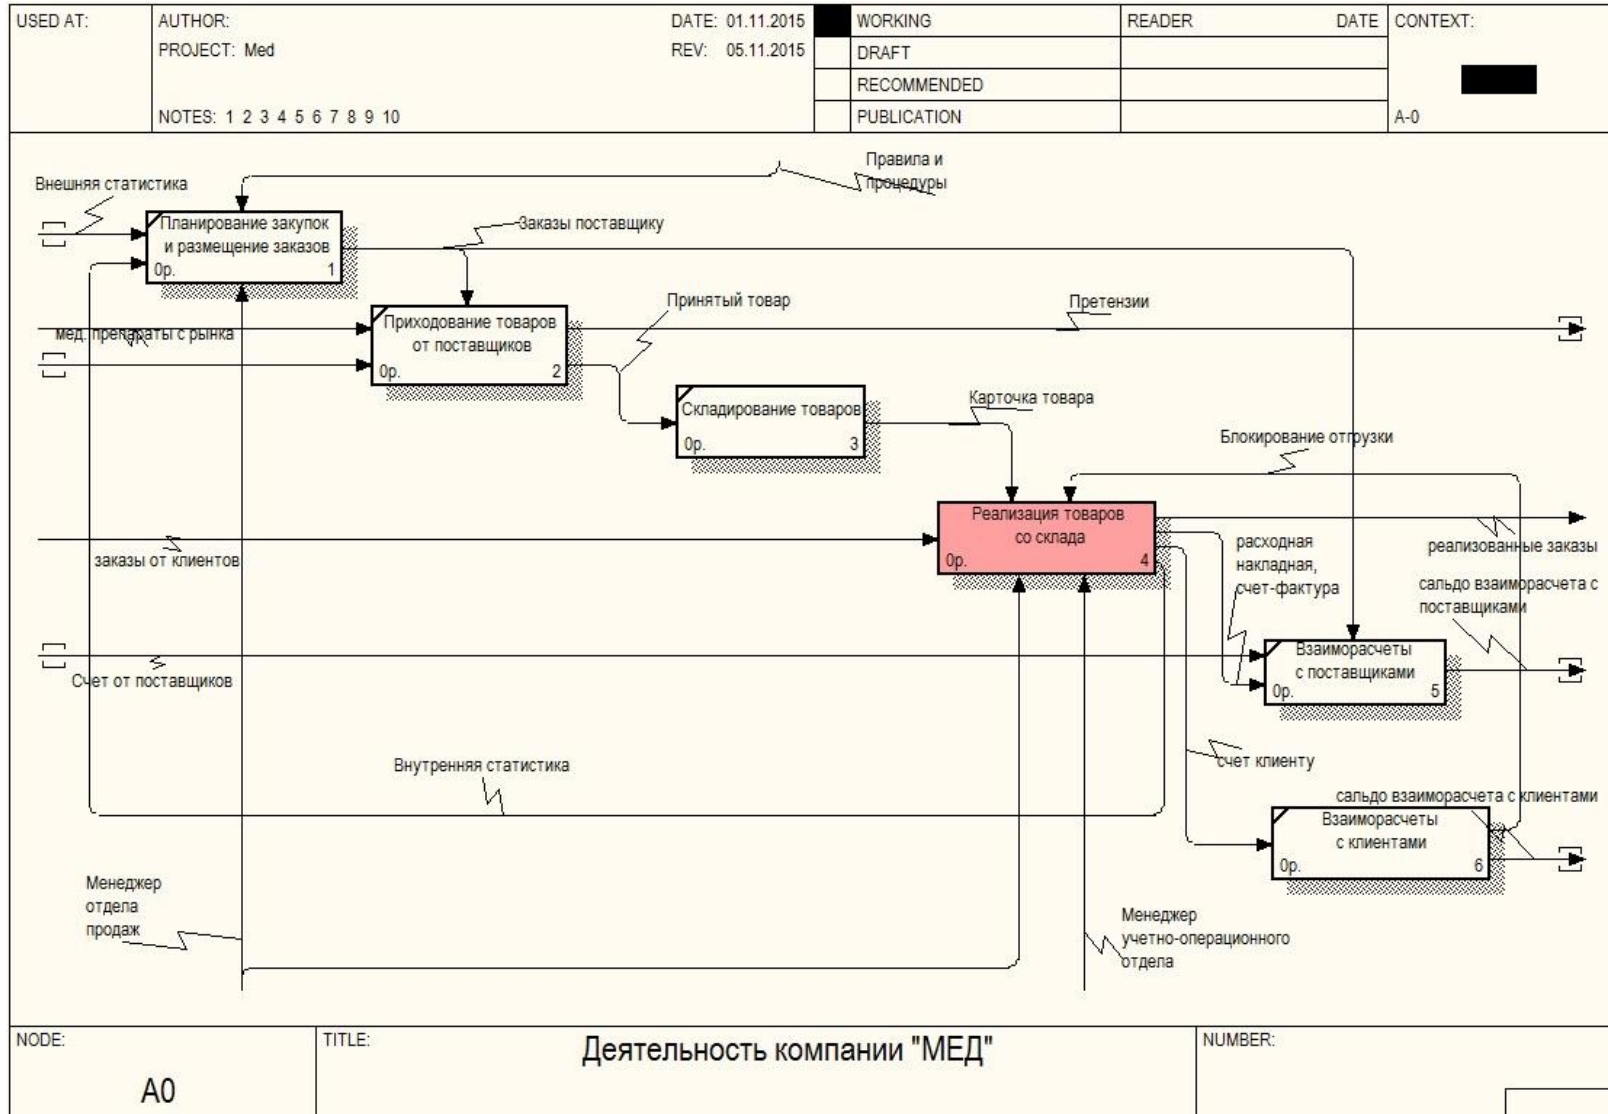 USED AT:
AUTHOR:
DATE: 01.11.2015
WORKING
READER
DATE
CONTEXT:
PROJECT: Med
REV: 05.11.2015
DRAFT
RECOMMENDED
NOTES: 1 2 3 4 5 6 7 8 9 10
PUBLICATION
A-0
Правила и
процедуры
Внешняя статистика
Планирование закупок
и размещение заказов
0р. 1
Заказы поставщику
Принятый товар
Претензии
мед. препараты с рынка
Приходование товаров
от поставщиков
0р. 2
Складирование товаров
0р. 3
Карточка товара
Блокирование отгрузки
Реализация товаров
со склада
0р. 4
заказы от клиентов
расходная
накладная,
счет-фактура
реализованные заказы
сальдо взаиморасчета с
поставщиками
Взаиморасчеты
с поставщиками
0р. 5
Счет от поставщиков
Внутренняя статистика
счет клиенту
сальдо взаиморасчета с клиентами
Взаиморасчеты
с клиентами
0р. 6
Менеджер
отдела
продаж
Менеджер
учетно-операционного
отдела
NODE:
TITLE:
Деятельность компании "МЕД"
NUMBER:
A0